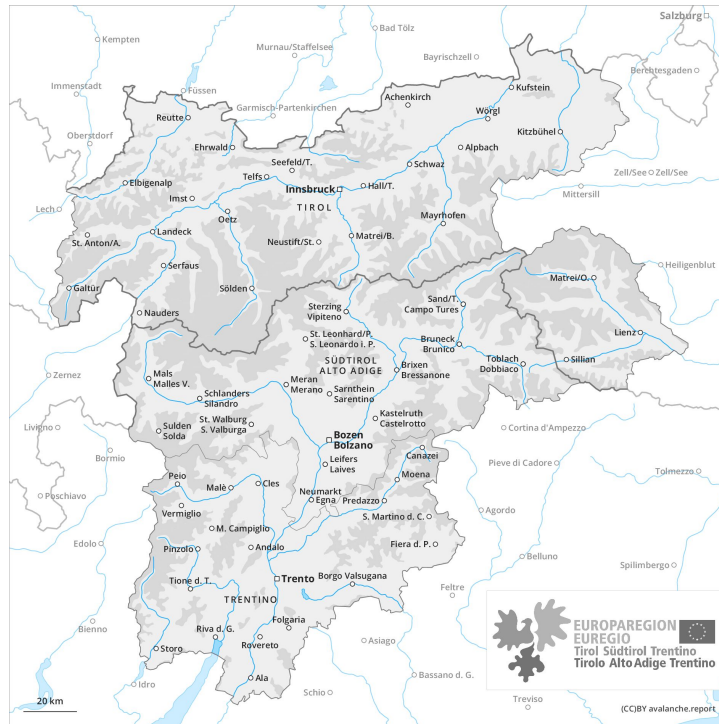 Salzburg
Bad Tölz
Kempten
Murnau/Staffelsee
Bayrischzell
Berchtesgaden
Immenstadt
Füssen
Garmisch-Partenkirchen
Achenkirch
Kufstein
Reutte
Wörgl
Oberstdorf
Ehrwald
Kitzbühel
Alpbach
Seefeld/T.
Schwaz
Zell/See
Zell/See
Telfs
Elbigenalp
Innsbruck
Hall/T.
Mittersill
Imst
TIROL
Lech
Oetz
Mayrhofen
Landeck
Matrei/B.
St. Anton/A.
Neustift/St.
Serfaus
Heiligenblut
Matrei/O.
Galtür
Sölden
Sand/T.
Campo Tures
Nauders
Sterzing
Vipiteno
St. Leonhard/P.
S. Leonardo i. P.
Lienz
Bruneck
Brunico
Sillian
SÜDTIROL
ALTO ADIGE
Toblach
Dobbiaco
Brixen
Bressanone
Zernez
Mals
Malles V.
Meran
Merano
Sarnthein
Sarentino
Schlanders
Silandro
St. Walburg
S. Valburga
Kastelruth
Castelrotto
Livigno
Sulden
Solda
Cortina d'Ampezzo
Bozen
Bolzano
Bormio
Canazei
Leifers
Laives
Pieve di Cadore
Tolmezzo
Peio
Moena
Malè
Cles
Poschiavo
Neumarkt
Egna
Predazzo
Vermiglio
Agordo
S. Martino d. C.
M. Campiglio
Edolo
Pinzolo
Andalo
Fiera d. P.
Belluno
Spilimbergo
Trento
Tione d. T.
Borgo Valsugana
Feltre
TRENTINO
Bienno
Folgaria
Riva d. G.
Rovereto
Asiago
Storo
Ala
Bassano d. G.
Idro
Schio
Treviso
20 km
EUROPAREGION
EUREGIO
Tirol Südtirol Trentino
Tirolo Alto Adige Trentino
(CC)BY avalanche.report